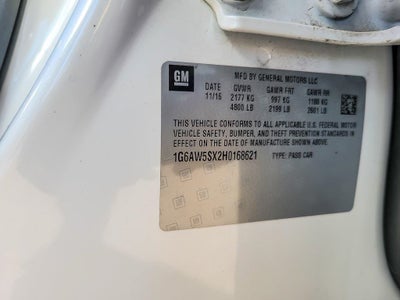 GM
MFD BY GENERAL MOTORS LLC
DATE GVWR GAWR FRT GAWR RR
11/16 2177 KG 997 KG 1180 KG
4800 LB 2199 LB 2601 LB
THIS VEHICLE CONFORMS TO ALL APPLICABLE U.S. FEDERAL MOTOR
VEHICLE SAFETY, BUMPER, AND THEFT PREVENTION STANDARDS IN
EFFECT ON THE DATE OF MANUFACTURE SHOWN ABOVE.
1G6AW5SX2H0168621 TYPE: PASS CAR